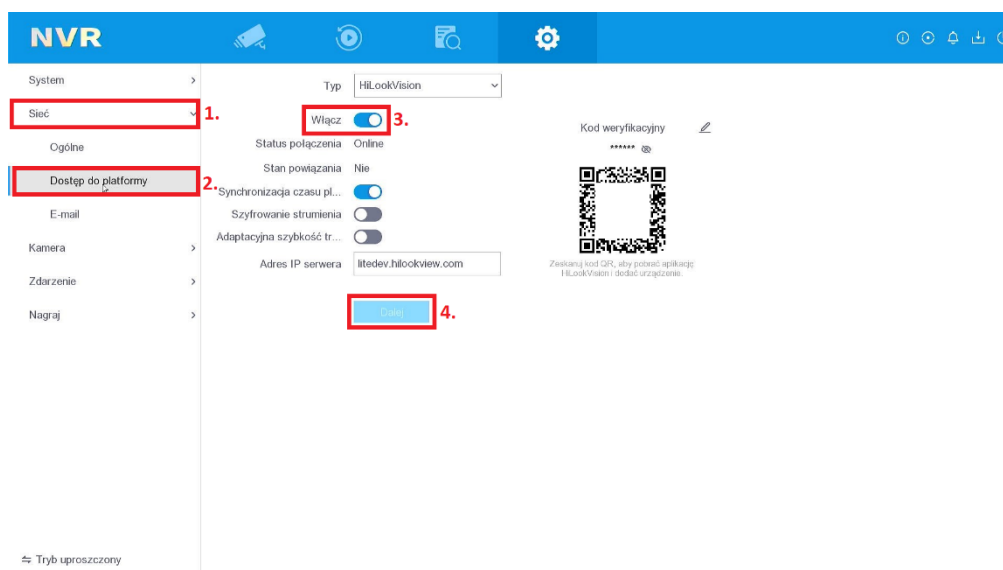 NVR
System
Sieć
1.
Ogólne
Dostęp do platformy
2.
E-mail
Kamera
Zdarzenie
Nagraj
Tryb uproszczony
Typ HiLookVision
Włącz
3.
Status połączenia Online
Stan powiązania Nie
Synchronizacja czasu pl...
Szyfrowanie strumienia
Adaptacyjna szybkość tr...
Adres IP serwera litedev.hilookview.com
Dalej
4.
Kod weryfikacyjny
******
Zeskanuj kod QR, aby pobrać aplikację
HiLookVision i dodać urządzenie.